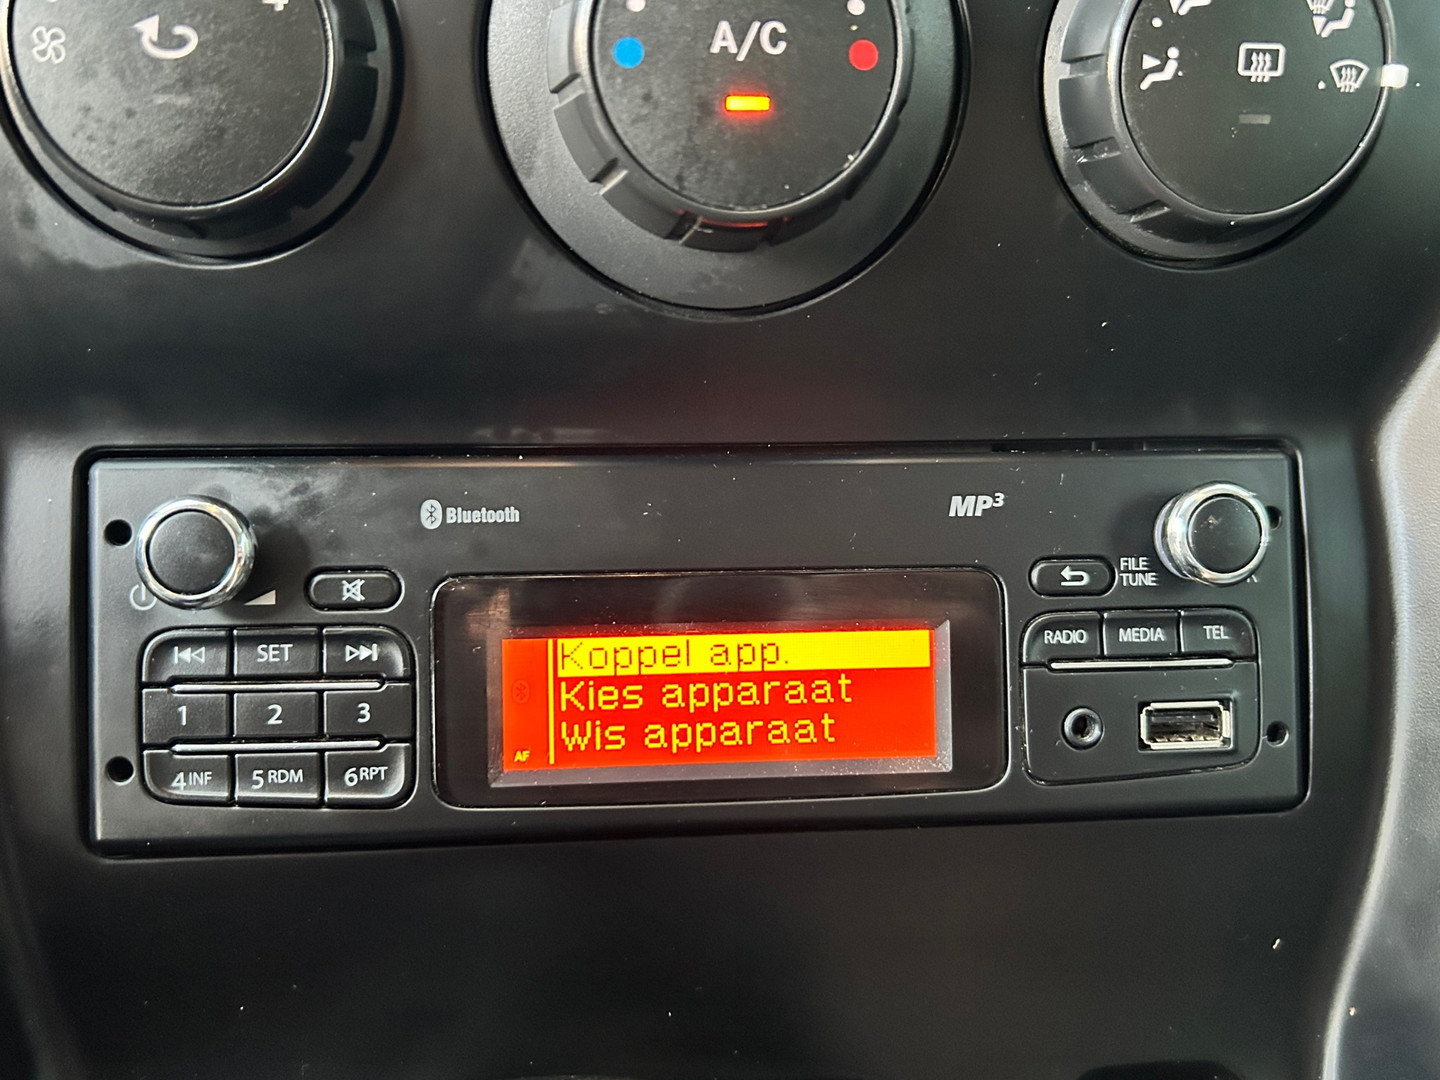 A/C
Bluetooth
MP3
FILE
TUNE
SET
RADIO
MEDIA
TEL
Koppel app.
Kies apparaat
Wis apparaat
AF
1
2
3
4 INF
5 RDM
6 RPT